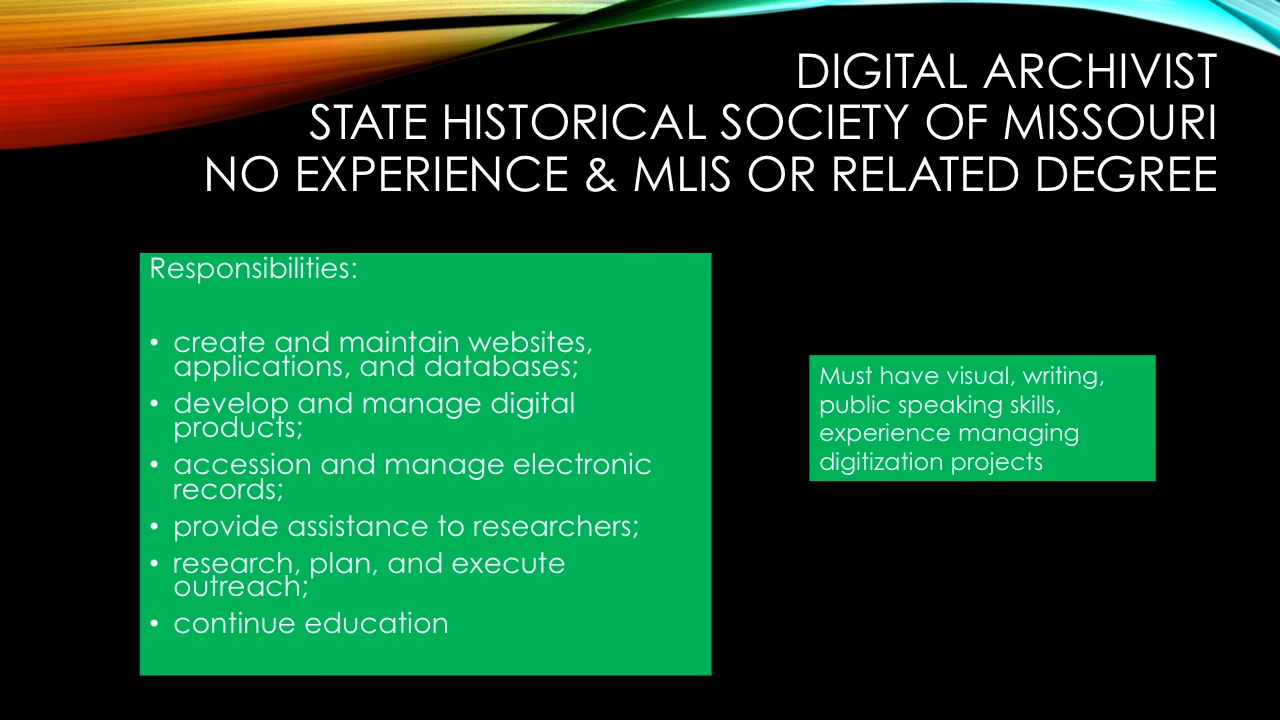 DIGITAL ARCHIVIST
STATE HISTORICAL SOCIETY OF MISSOURI
NO EXPERIENCE & MLIS OR RELATED DEGREE
Responsibilities:
• create and maintain websites,
applications, and databases;
• develop and manage digital
products;
• accession and manage electronic
records;
• provide assistance to researchers;
• research, plan, and execute
outreach;
• continue education
Must have visual, writing,
public speaking skills,
experience managing
digitization projects